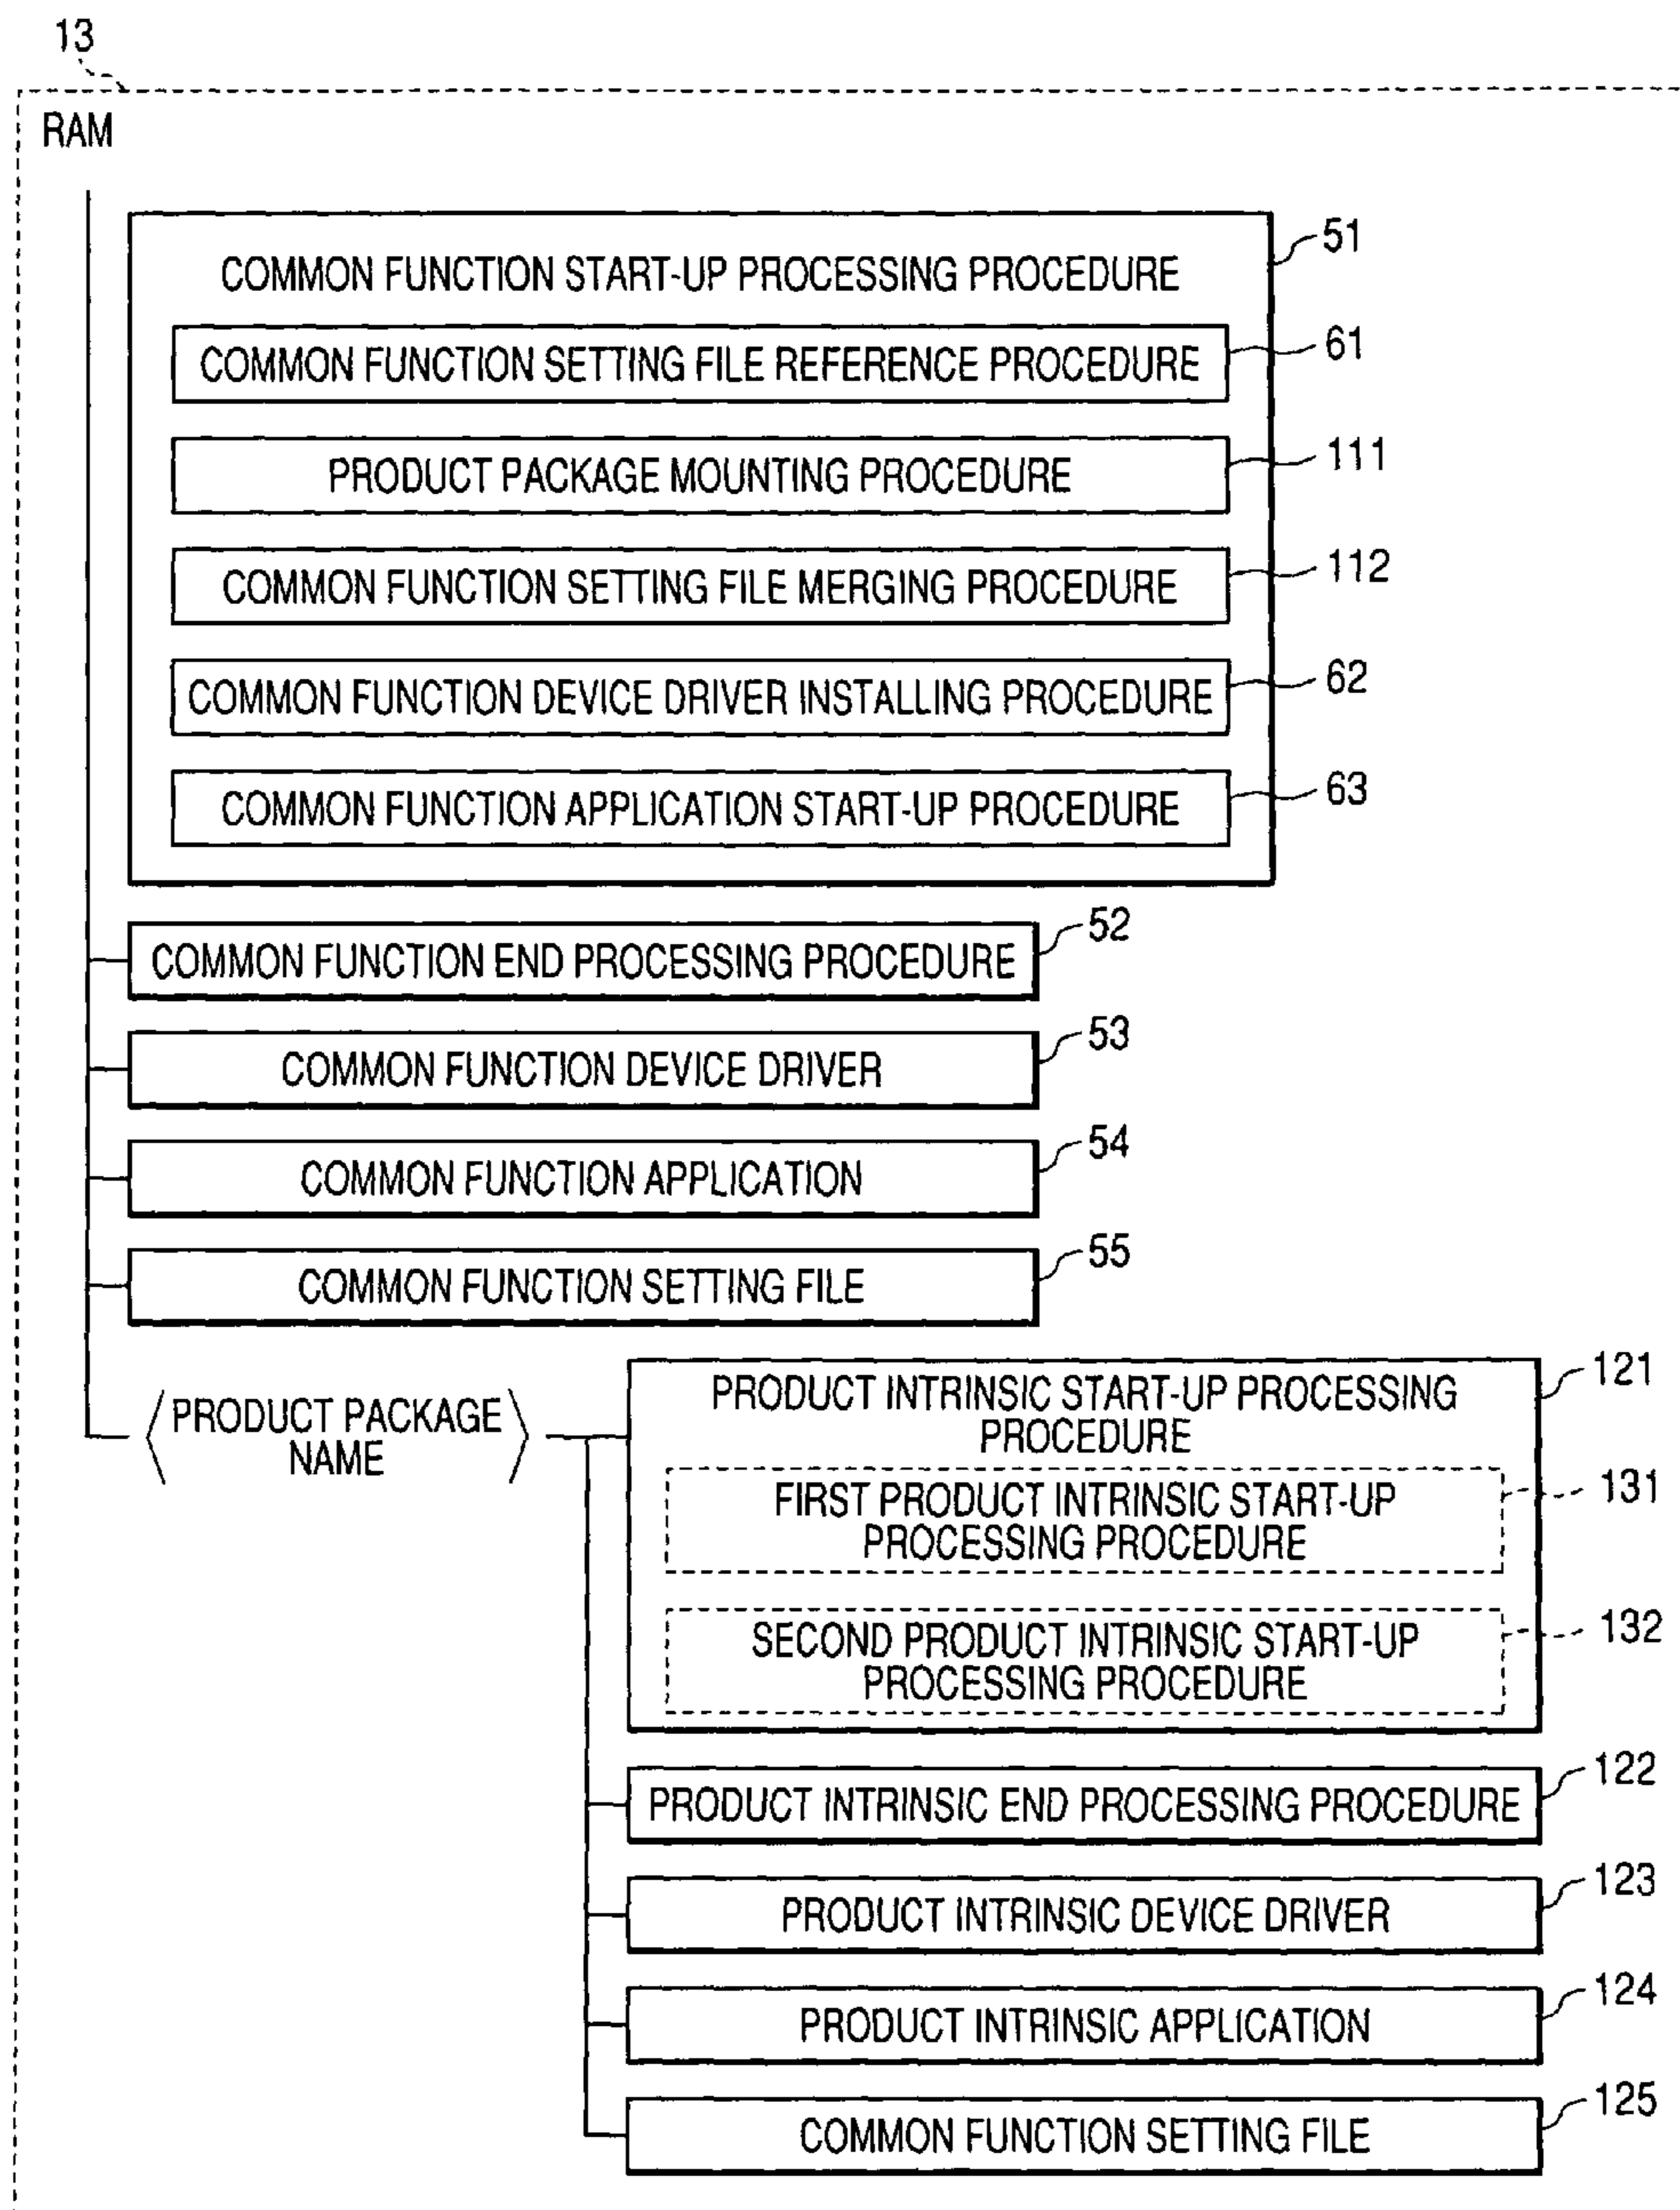 13
RAM
COMMON FUNCTION START-UP PROCESSING PROCEDURE
51
COMMON FUNCTION SETTING FILE REFERENCE PROCEDURE
61
PRODUCT PACKAGE MOUNTING PROCEDURE
111
COMMON FUNCTION SETTING FILE MERGING PROCEDURE
112
COMMON FUNCTION DEVICE DRIVER INSTALLING PROCEDURE
62
COMMON FUNCTION APPLICATION START-UP PROCEDURE
63
COMMON FUNCTION END PROCESSING PROCEDURE
52
COMMON FUNCTION DEVICE DRIVER
53
COMMON FUNCTION APPLICATION
54
COMMON FUNCTION SETTING FILE
55
PRODUCT PACKAGE
NAME
PRODUCT INTRINSIC START-UP PROCESSING
PROCEDURE
121
FIRST PRODUCT INTRINSIC START-UP
PROCESSING PROCEDURE
131
SECOND PRODUCT INTRINSIC START-UP
PROCESSING PROCEDURE
132
PRODUCT INTRINSIC END PROCESSING PROCEDURE
122
PRODUCT INTRINSIC DEVICE DRIVER
123
PRODUCT INTRINSIC APPLICATION
124
COMMON FUNCTION SETTING FILE
125